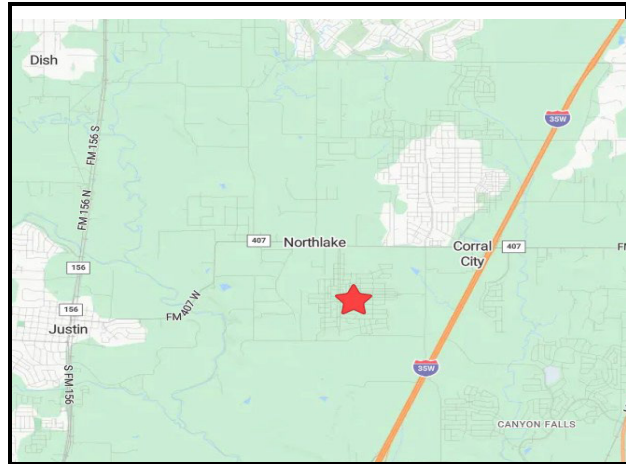 Dish
35W
FM 156 S
FM 156 N
407
Northlake
Corral
City
407
156
156
FM 407 W
Justin
35W
S FM 156
CANYON FALLS